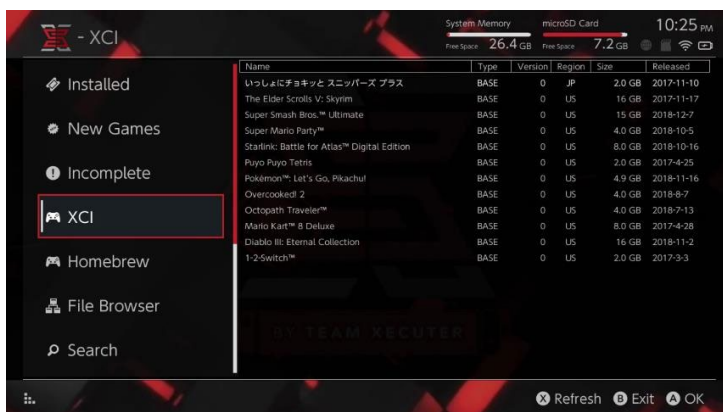 - XCI
System Memory
Free Space 26.4 GB
microSD Card
Free Space 7.2 GB
10:25 PM
Installed
New Games
Incomplete
XCI
Homebrew
File Browser
Search
Name Type Version Region Size Released
いっしょにチョキッと スニッパーズ プラス BASE 0 JP 2.0 GB 2017-11-10
The Elder Scrolls V: Skyrim BASE 0 US 16 GB 2017-11-17
Super Smash Bros.™ Ultimate BASE 0 US 15 GB 2018-12-7
Super Mario Party™ BASE 0 US 4.0 GB 2018-10-5
Starlink: Battle for Atlas™ Digital Edition BASE 0 US 8.0 GB 2018-10-16
Puyo Puyo Tetris BASE 0 US 2.0 GB 2017-4-25
Pokémon™: Let's Go, Pikachu! BASE 0 US 4.9 GB 2018-11-16
Overcooked! 2 BASE 0 US 4.0 GB 2018-8-7
Octopath Traveler™ BASE 0 US 4.0 GB 2018-7-13
Mario Kart™ 8 Deluxe BASE 0 US 8.0 GB 2017-4-28
Diablo III: Eternal Collection BASE 0 US 16 GB 2018-11-2
1-2-Switch™ BASE 0 US 2.0 GB 2017-3-3
BY TEAM XECUTER
X Refresh B Exit A OK